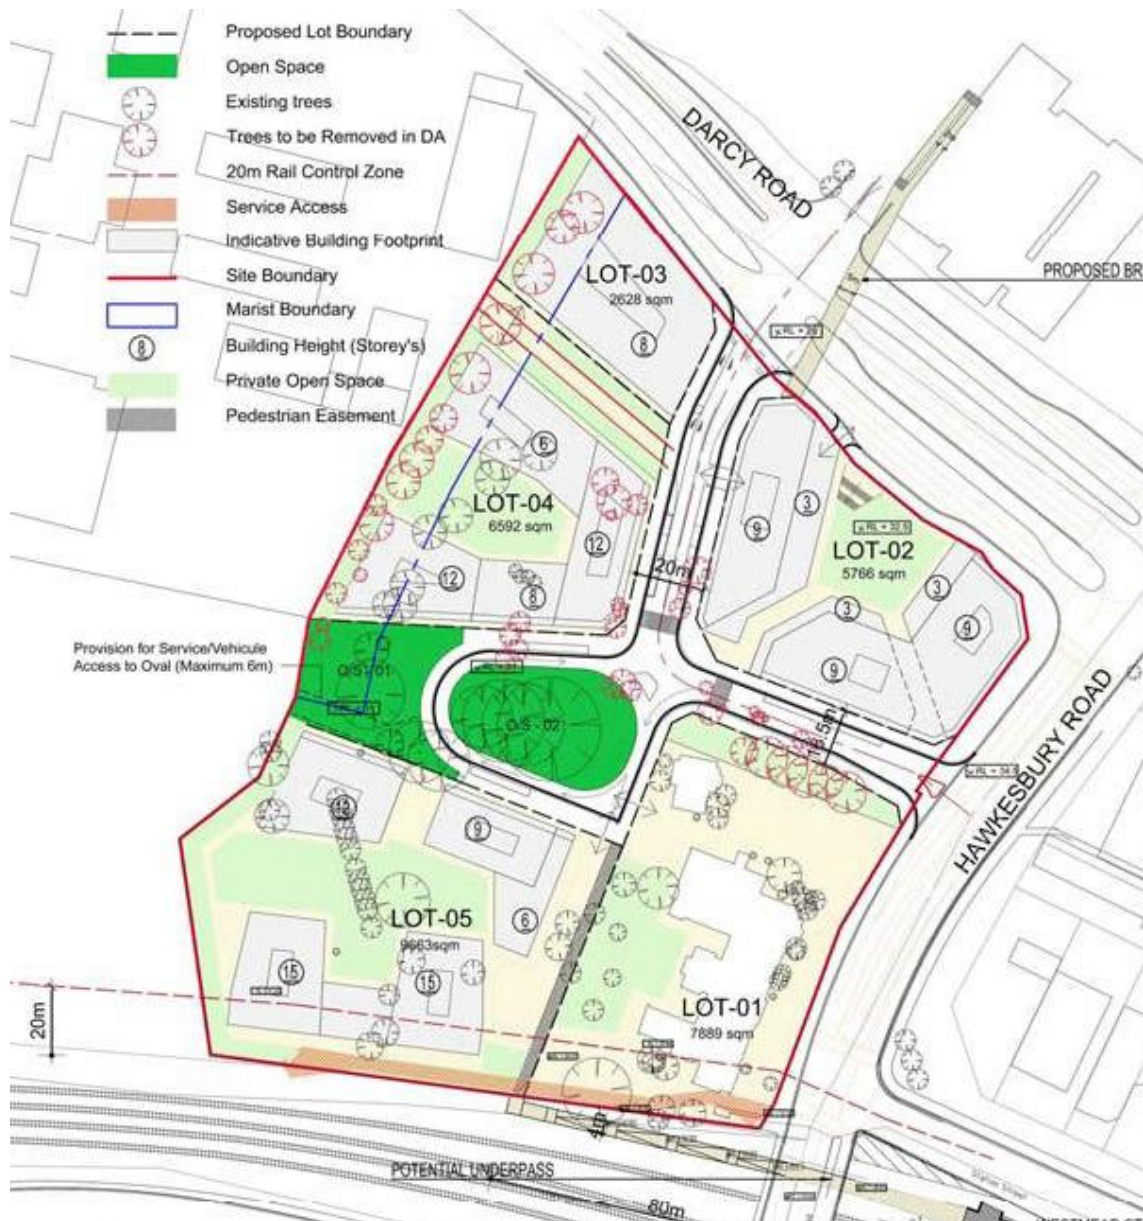 Proposed Lot Boundary
Open Space
Existing trees
Trees to be Removed in DA
20m Rail Control Zone
Service Access
Indicative Building Footprint
Site Boundary
Marist Boundary
8
Building Height (Storey's)
Private Open Space
Pedestrian Easement
DARCY ROAD
PROPOSED BR
LOT-03
2628 sqm
8
6
LOT-04
6592 sqm
12
12
8
20m
3
9
LOT-02
5766 sqm
3
3
9
9
Provision for Service/Vehicule
Access to Oval (Maximum 6m)
O/S - 01
O/S - 02
HAWKESBURY ROAD
9
6
LOT-05
9663sqm
15
15
LOT-01
7889 sqm
20m
4m
POTENTIAL UNDERPASS
80m